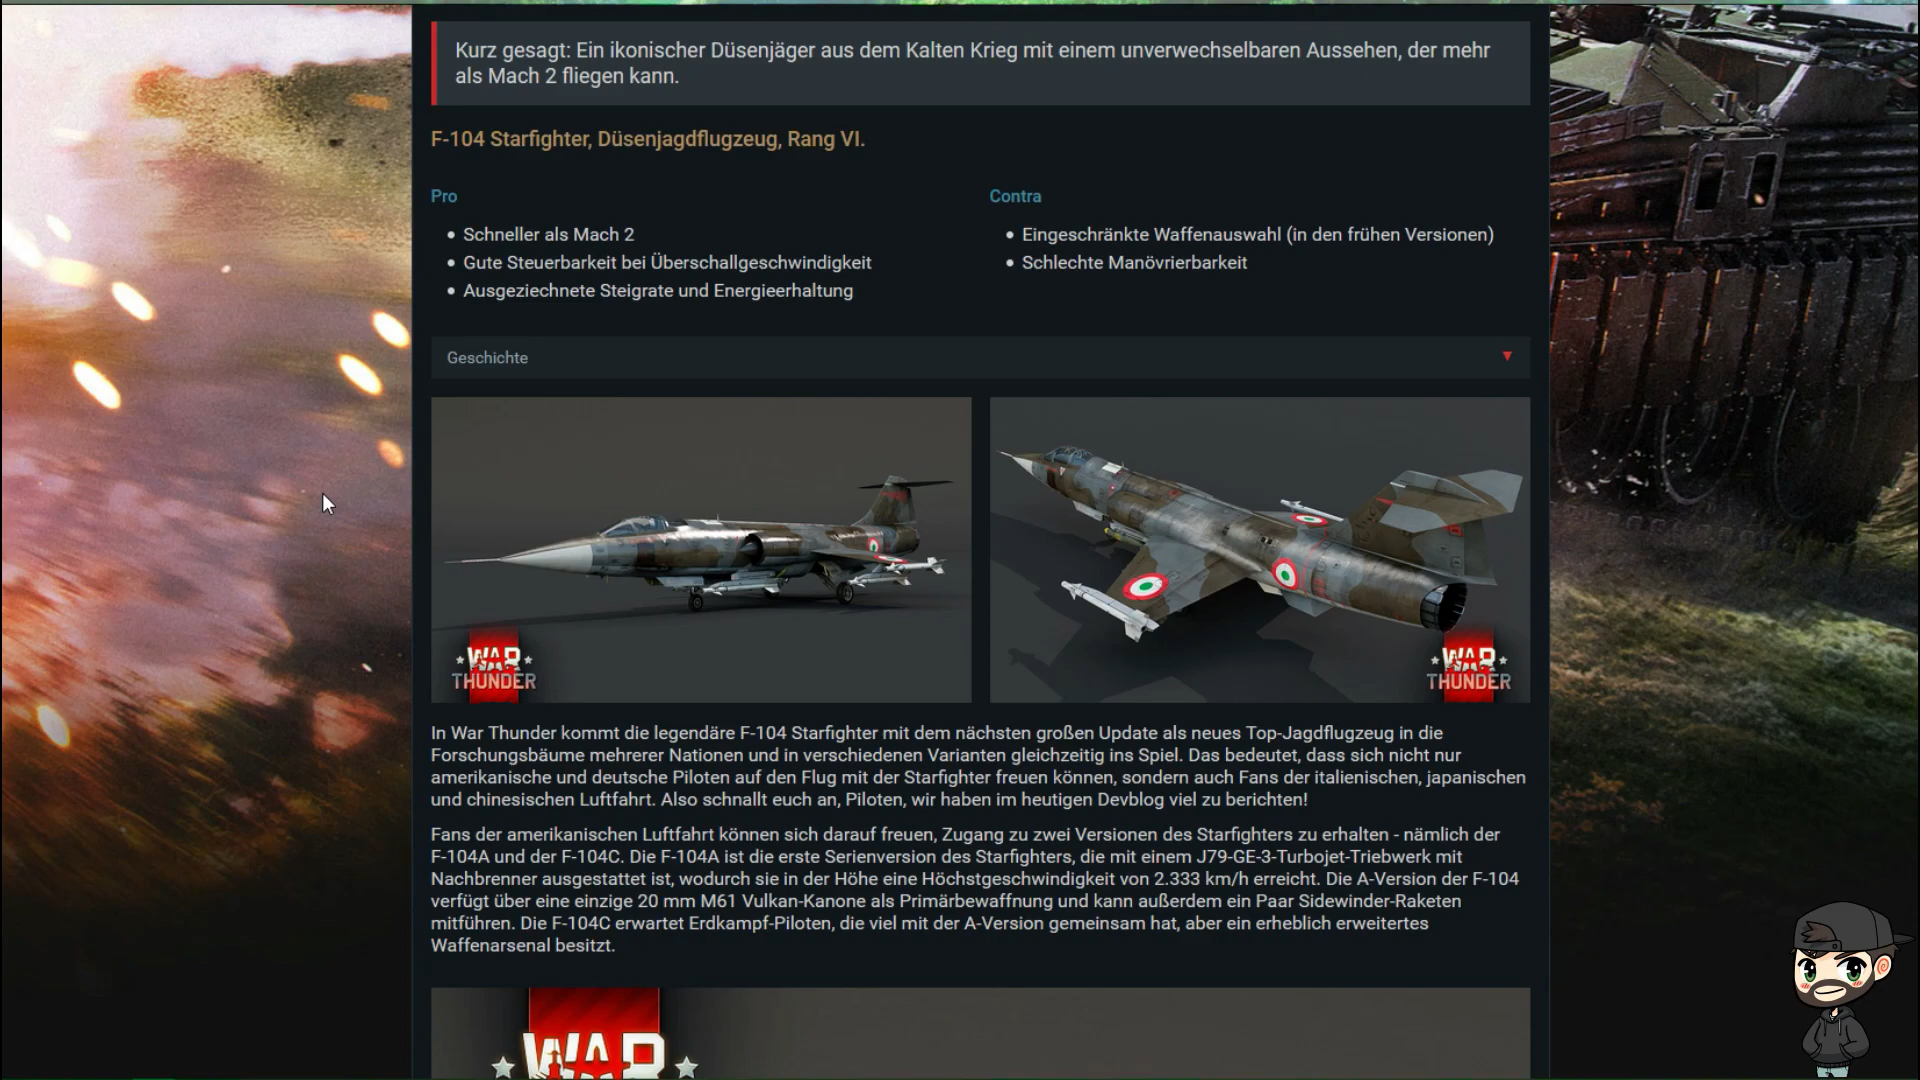 Kurz gesagt: Ein ikonischer Düsenjäger aus dem Kalten Krieg mit einem unverwechselbaren Aussehen, der mehr
als Mach 2 fliegen kann.
F-104 Starfighter, Düsenjagdflugzeug, Rang VI.
Pro
Schneller als Mach 2
Gute Steuerbarkeit bei Überschallgeschwindigkeit
Ausgeziechnete Steigrate und Energieerhaltung
Contra
Eingeschränkte Waffenauswahl (in den frühen Versionen)
Schlechte Manövrierbarkeit
Geschichte
WAR
THUNDER
WAR
THUNDER
In War Thunder kommt die legendäre F-104 Starfighter mit dem nächsten großen Update als neues Top-Jagdflugzeug in die
Forschungsbäume mehrerer Nationen und in verschiedenen Varianten gleichzeitig ins Spiel. Das bedeutet, dass sich nicht nur
amerikanische und deutsche Piloten auf den Flug mit der Starfighter freuen können, sondern auch Fans der italienischen, japanischen
und chinesischen Luftfahrt. Also schnallt euch an, Piloten, wir haben im heutigen Devblog viel zu berichten!
Fans der amerikanischen Luftfahrt können sich darauf freuen, Zugang zu zwei Versionen des Starfighters zu erhalten - nämlich der
F-104A und der F-104C. Die F-104A ist die erste Serienversion des Starfighters, die mit einem J79-GE-3-Turbojet-Triebwerk mit
Nachbrenner ausgestattet ist, wodurch sie in der Höhe eine Höchstgeschwindigkeit von 2.333 km/h erreicht. Die A-Version der F-104
verfügt über eine einzige 20 mm M61 Vulkan-Kanone als Primärbewaffnung und kann außerdem ein Paar Sidewinder-Raketen
mitführen. Die F-104C erwartet Erdkampf-Piloten, die viel mit der A-Version gemeinsam hat, aber ein erheblich erweitertes
Waffenarsenal besitzt.
WAR